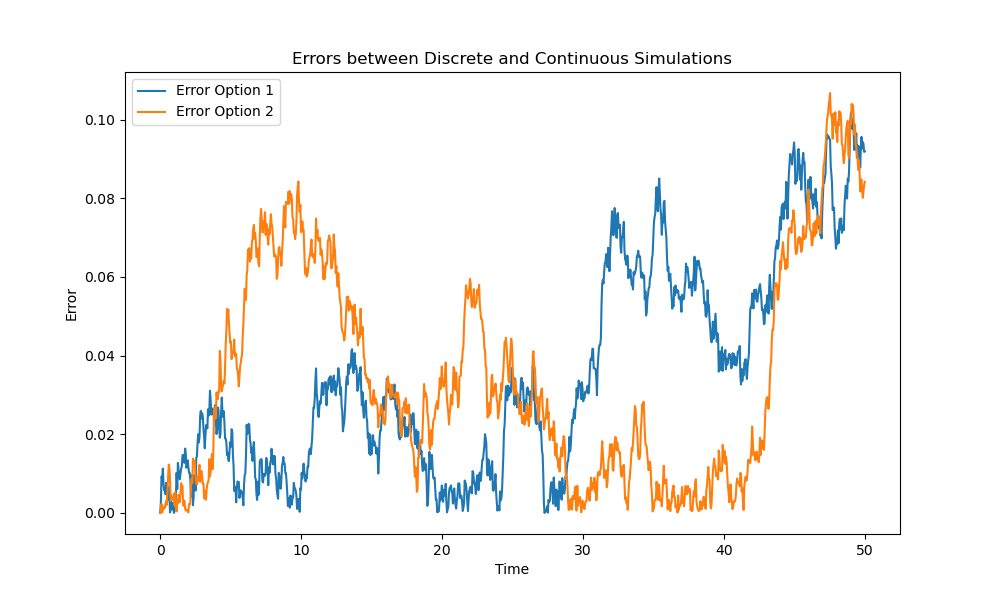 Errors between Discrete and Continuous Simulations
Error Option 1
Error Option 2
0.10
0.08
0.06
0.04
0.02
0.00
Error
0 10 20 30 40 50
Time